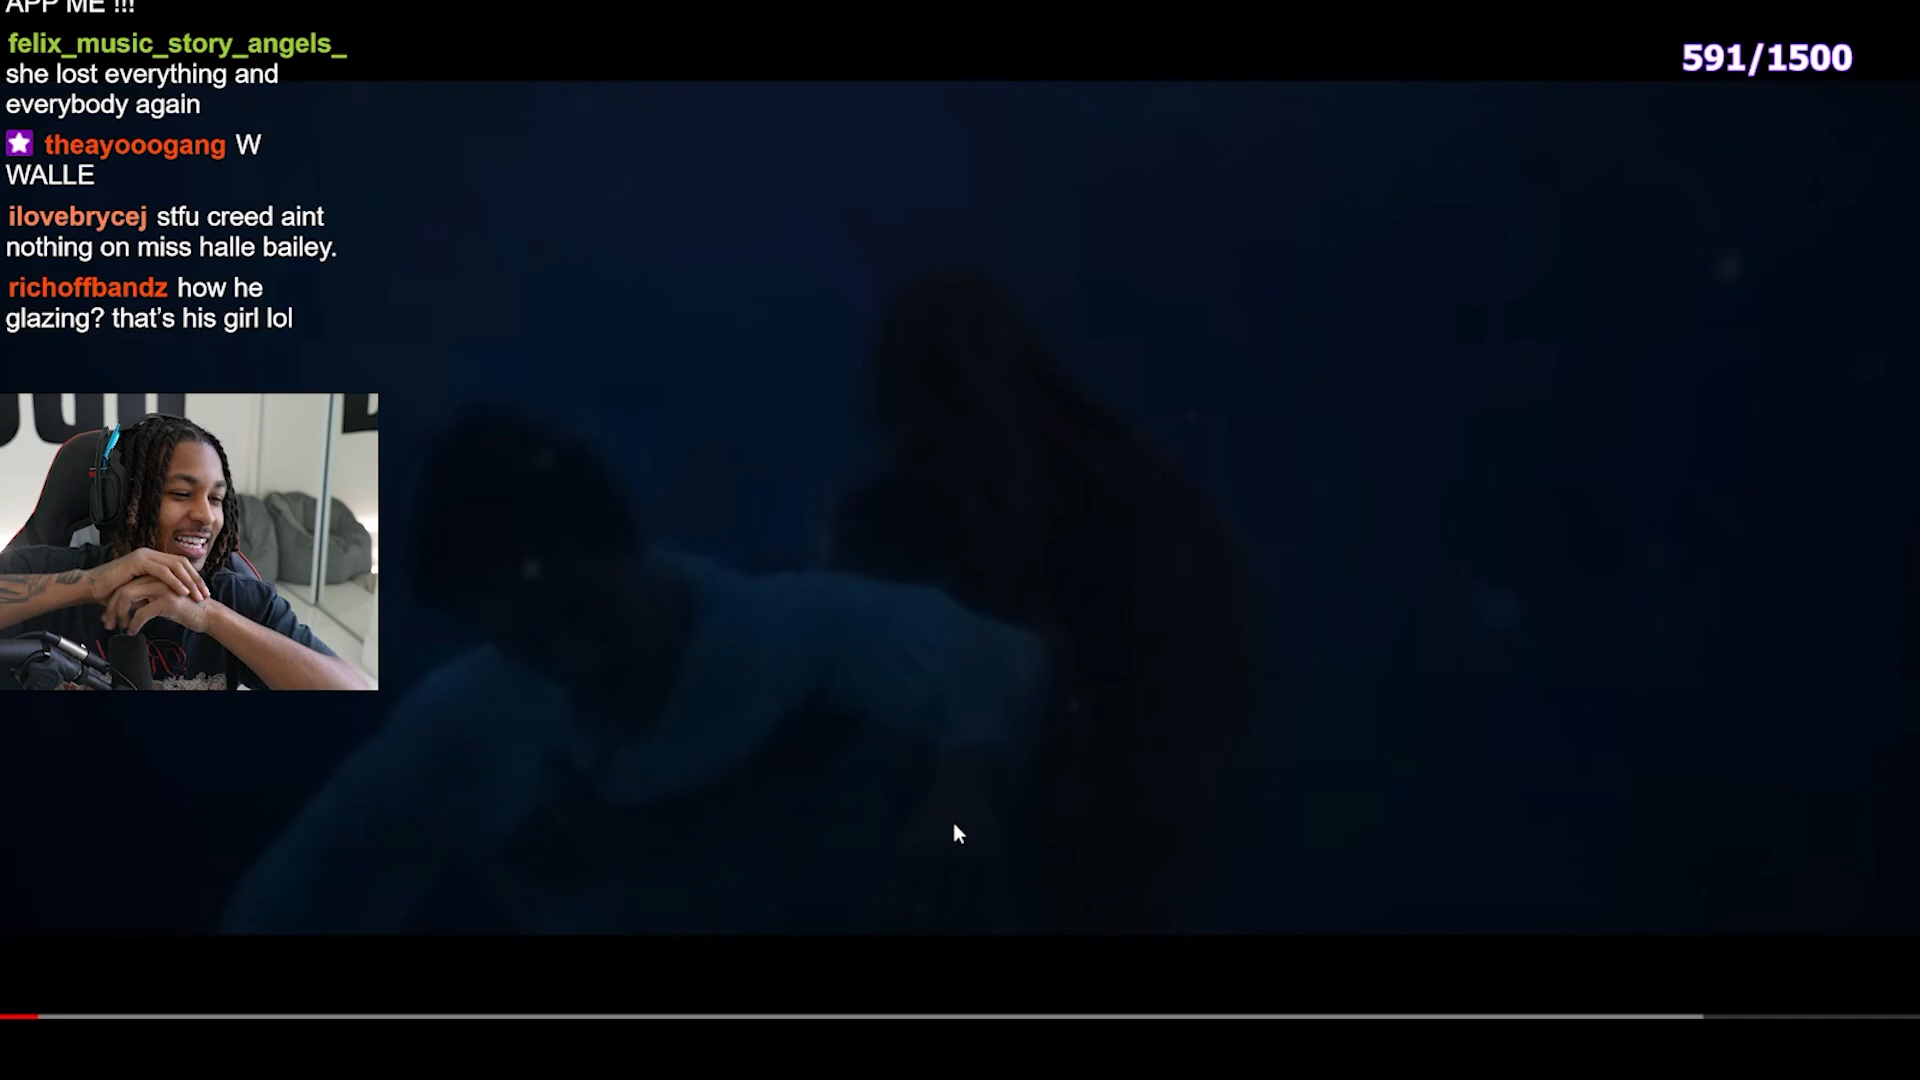 APP ME !!!
591/1500
felix_music_story_angels_
she lost everything and
everybody again
theayooogang W
WALLE
ilovebrycej stfu creed aint
nothing on miss halle bailey.
richoffbandz how he
glazing? that's his girl lol